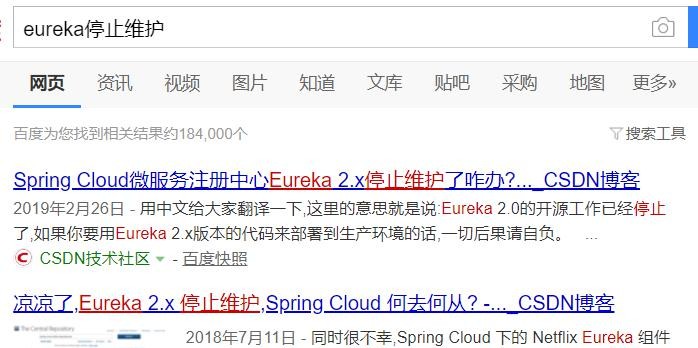 eureka停止维护
网页 资讯 视频 图片 知道 文库 贴吧 采购 地图 更多»
百度为您找到相关结果约184,000个 搜索工具
Spring Cloud微服务注册中心Eureka 2.x停止维护了咋办?..._CSDN博客
2019年2月26日 - 用中文给大家翻译一下,这里的意思就是说:Eureka 2.0的开源工作已经停止
了,如果你要用Eureka 2.x版本的代码来部署到生产环境的话,一切后果请自负。 ...
CSDN技术社区 - 百度快照
凉凉了,Eureka 2.x 停止维护,Spring Cloud 何去何从? -..._CSDN博客
The Central Repository
2018年7月11日 - 同时很不幸,Spring Cloud 下的 Netflix Eureka 组件